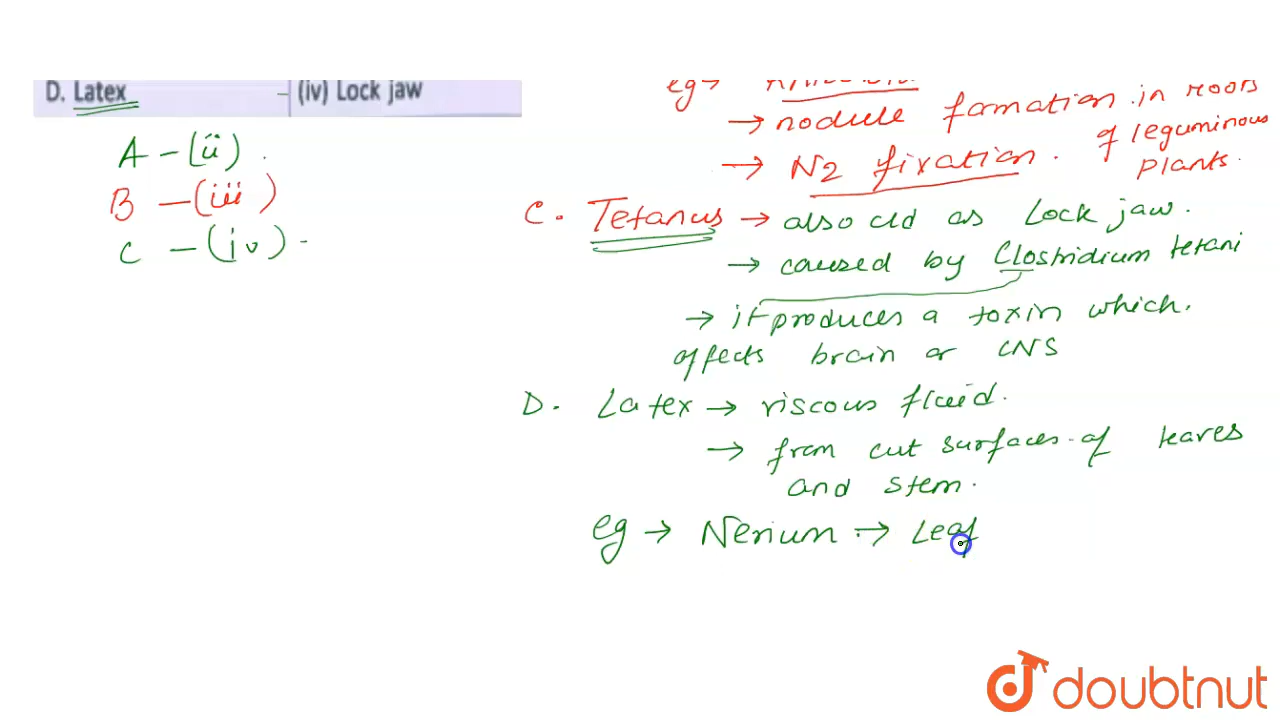 D. Latex
(iv) Lock jaw
A - (ii).
B - (iii)
C - (iv).
eg →
→ nodule formation in roots
of leguminous
plants.
→ N2 fixation.
C. Tetanus → also cld as Lock jaw.
→ caused by Clostridium tetani
→ it produces a toxin which.
affects brain or CNS
D. Latex → viscous fluid.
→ from cut surfaces of leaves
and stem.
eg → Nerium → Leaf
doubtnut